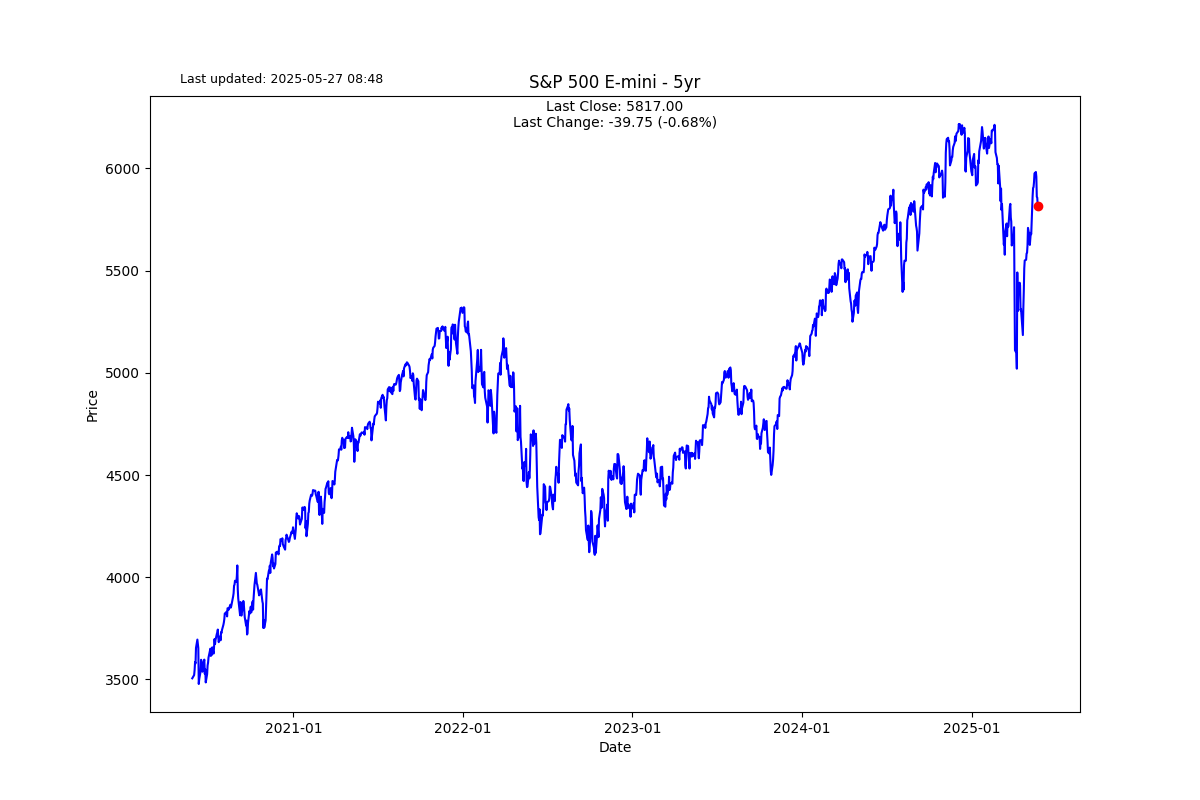 Last updated: 2025-05-27 08:48
S&P 500 E-mini - 5yr
Last Close: 5817.00
Last Change: -39.75 (-0.68%)
6000
5500
5000
4500
4000
3500
Price
2021-01
2022-01
2023-01
2024-01
2025-01
Date